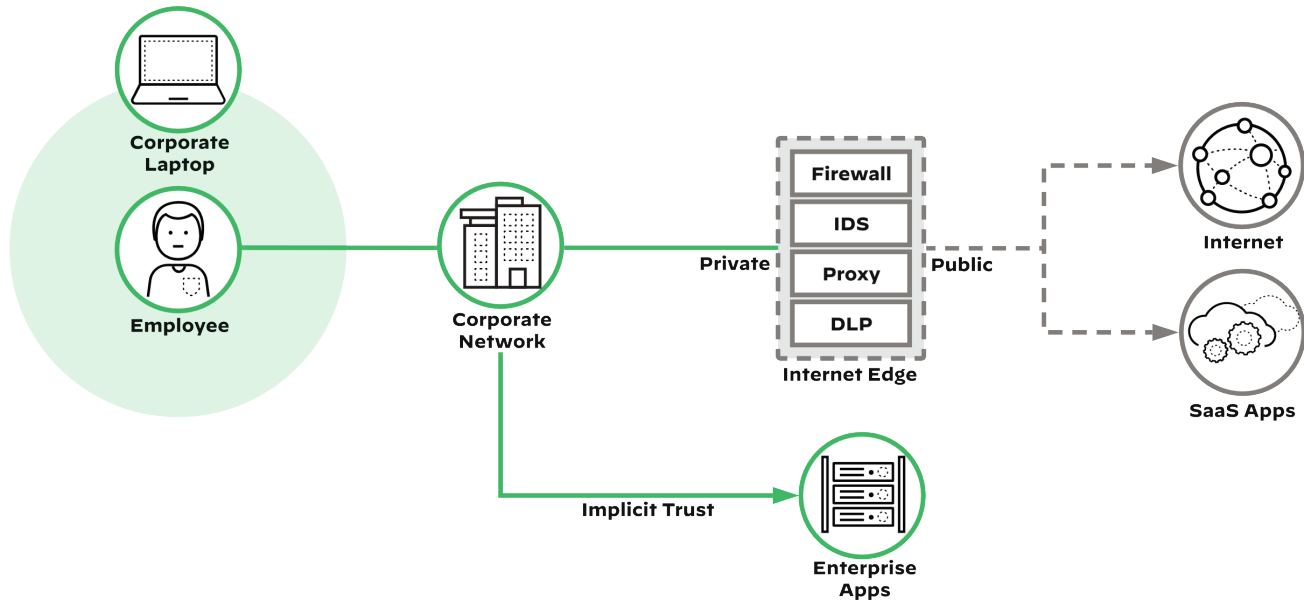 Corporate
Laptop
Employee
Corporate
Network
Private
Firewall
IDS
Proxy
DLP
Internet Edge
Public
Internet
SaaS Apps
Implicit Trust
Enterprise
Apps